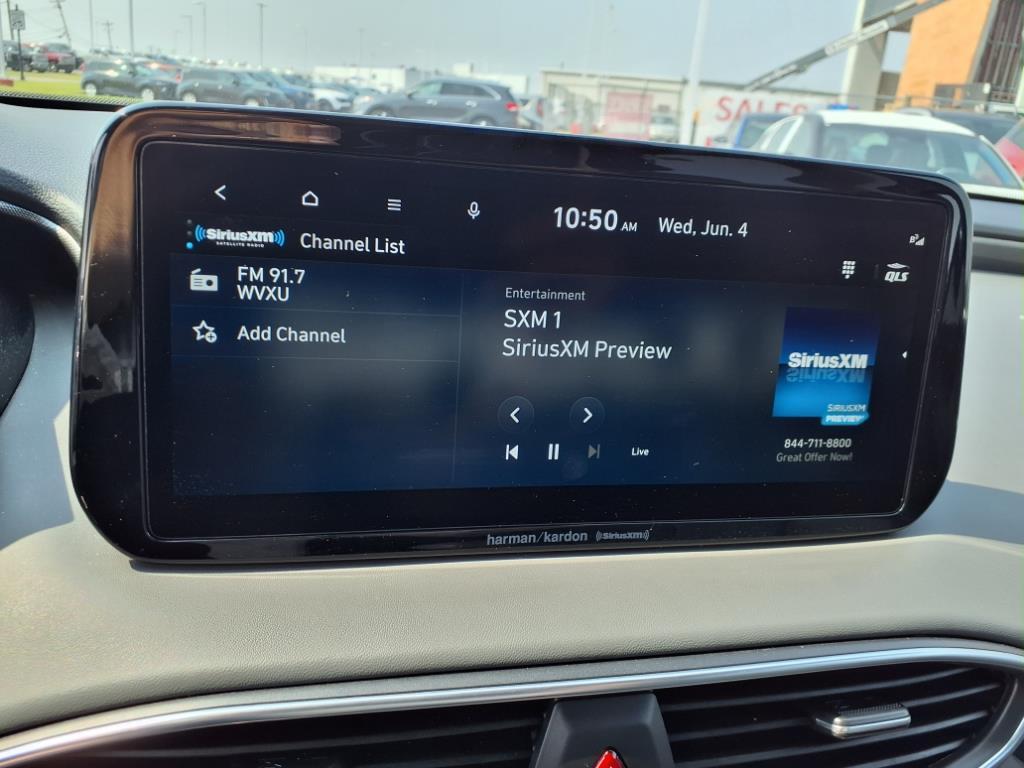 SALES
10:50 AM Wed, Jun. 4
SiriusXM
SATELLITE RADIO
Channel List
QLS
FM 91.7
WVXU
Add Channel
Entertainment
SXM 1
SiriusXM Preview
SiriusXM
SIRIUSXM
PREVIEW
Live
844-711-8800
Great Offer Now!
harman/kardon SiriusXM